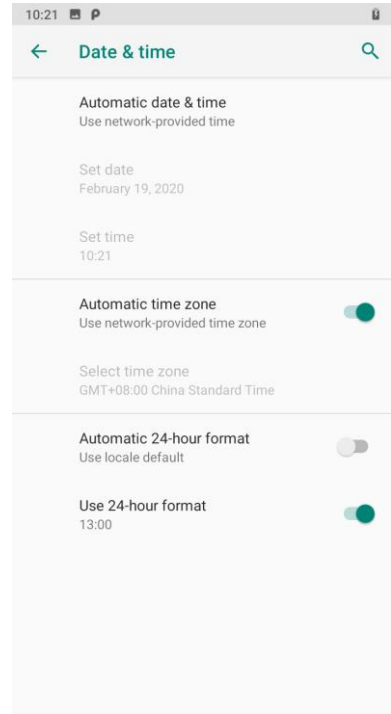 10:21
Date & time
Automatic date & time
Use network-provided time
Set date
February 19, 2020
Set time
10:21
Automatic time zone
Use network-provided time zone
Select time zone
GMT+08:00 China Standard Time
Automatic 24-hour format
Use locale default
Use 24-hour format
13:00